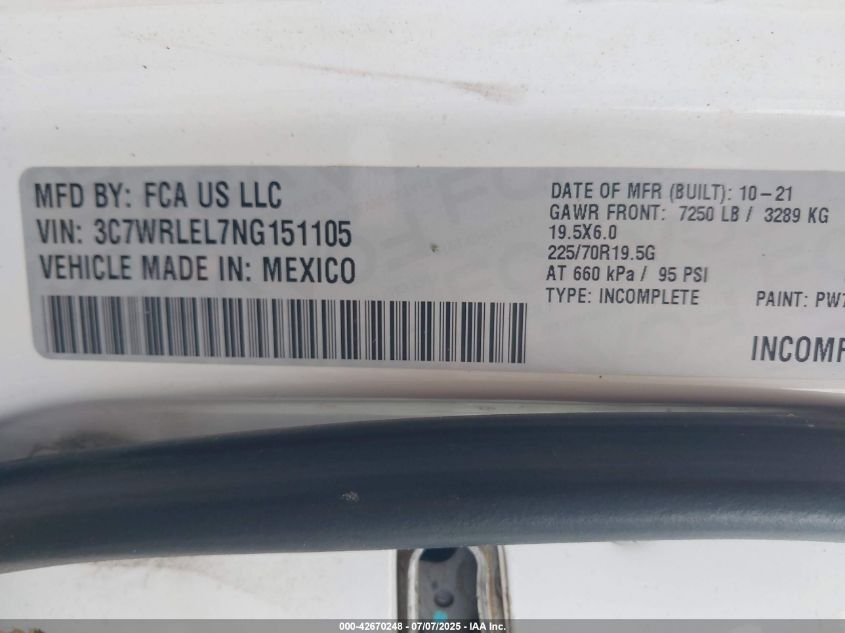 MFD BY: FCA US LLC
VIN: 3C7WRLEL7NG151105
VEHICLE MADE IN: MEXICO
DATE OF MFR (BUILT): 10-21
GAWR FRONT: 7250 LB / 3289 KG
19.5X6.0
225/70R19.5G
AT 660 kPa / 95 PSI
TYPE: INCOMPLETE PAINT: PW7
INCOMP
000-42670248 - 07/07/2025 - IAA Inc.